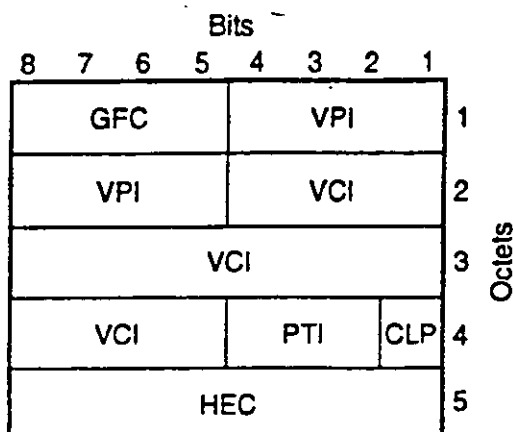 Bits
8 7 6 5 4 3 2 1
GFC VPI 1
VPI VCI 2
VCI 3
VCI PTI CLP 4
HEC 5
Octets